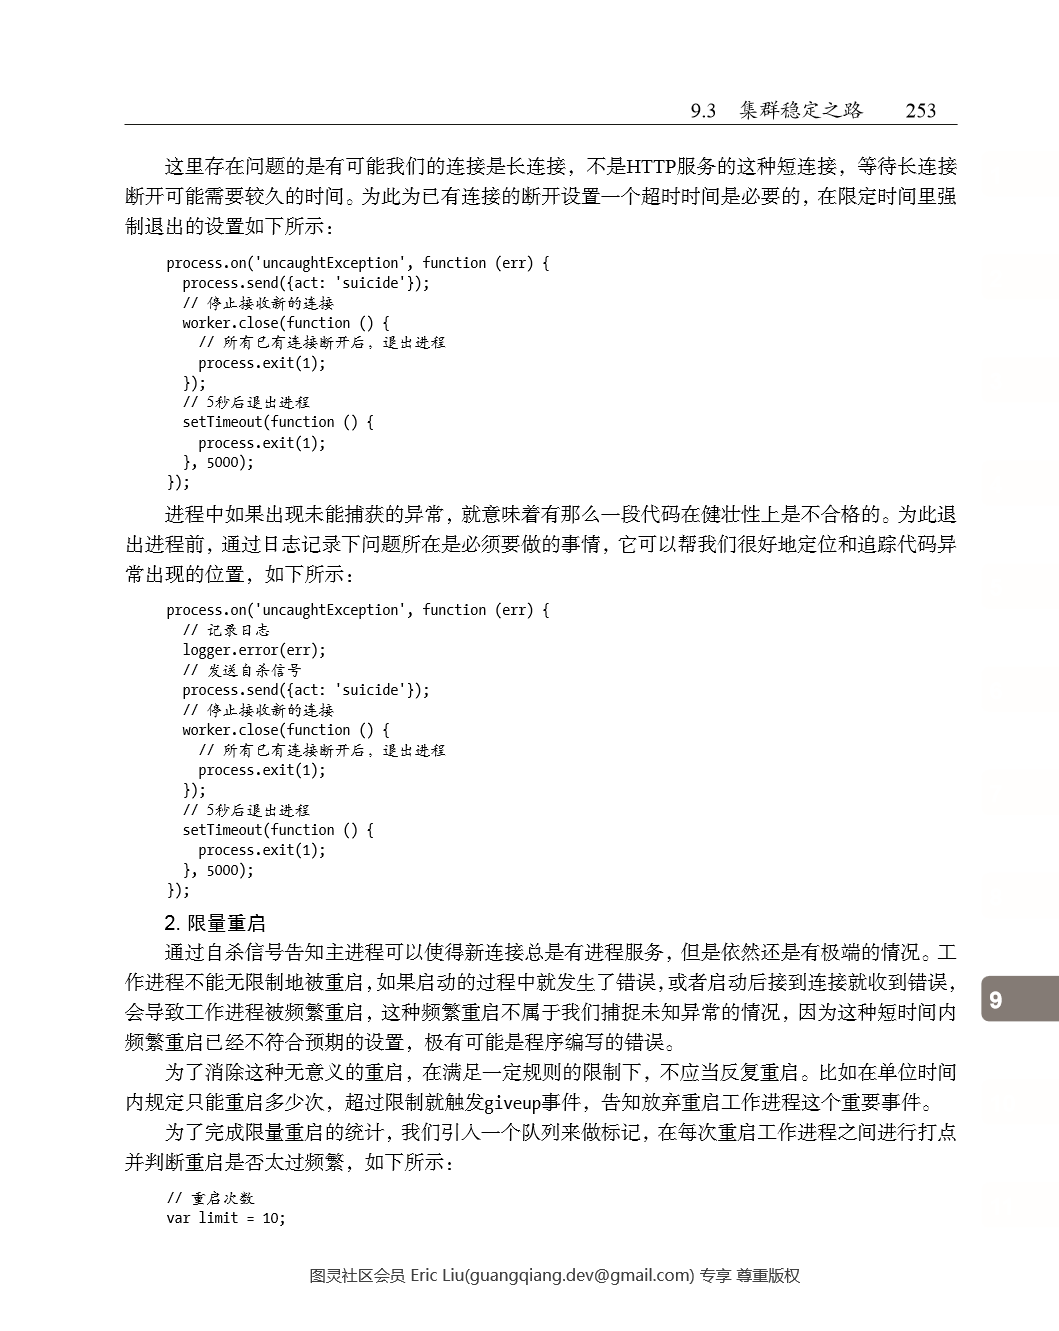 9.3 集群稳定之路 253
这里存在问题的是有可能我们的连接是长连接，不是HTTP服务的这种短连接，等待长连接
断开可能需要较久的时间。为此为已有连接的断开设置一个超时时间是必要的，在限定时间里强
制退出的设置如下所示：
process.on('uncaughtException', function (err) {
  process.send({act: 'suicide'});
  // 停止接收新的连接
  worker.close(function () {
    // 所有已有连接断开后，退出进程
    process.exit(1);
  });
  // 5秒后退出进程
  setTimeout(function () {
    process.exit(1);
  }, 5000);
});
进程中如果出现未能捕获的异常，就意味着有那么一段代码在健壮性上是不合格的。为此退
出进程前，通过日志记录下问题所在是必须要做的事情，它可以帮我们很好地定位和追踪代码异
常出现的位置，如下所示：
process.on('uncaughtException', function (err) {
  // 记录日志
  logger.error(err);
  // 发送自杀信号
  process.send({act: 'suicide'});
  // 停止接收新的连接
  worker.close(function () {
    // 所有已有连接断开后，退出进程
    process.exit(1);
  });
  // 5秒后退出进程
  setTimeout(function () {
    process.exit(1);
  }, 5000);
});
2. 限量重启
通过自杀信号告知主进程可以使得新连接总是有进程服务，但是依然还是有极端的情况。工
作进程不能无限制地被重启，如果启动的过程中就发生了错误，或者启动后接到连接就收到错误，
会导致工作进程被频繁重启，这种频繁重启不属于我们捕捉未知异常的情况，因为这种短时间内
频繁重启已经不符合预期的设置，极有可能是程序编写的错误。
为了消除这种无意义的重启，在满足一定规则的限制下，不应当反复重启。比如在单位时间
内规定只能重启多少次，超过限制就触发giveup事件，告知放弃重启工作进程这个重要事件。
为了完成限量重启的统计，我们引入一个队列来做标记，在每次重启工作进程之间进行打点
并判断重启是否太过频繁，如下所示：
// 重启次数
var limit = 10;
9
图灵社区会员 Eric Liu(guangqiang.dev@gmail.com) 专享 尊重版权